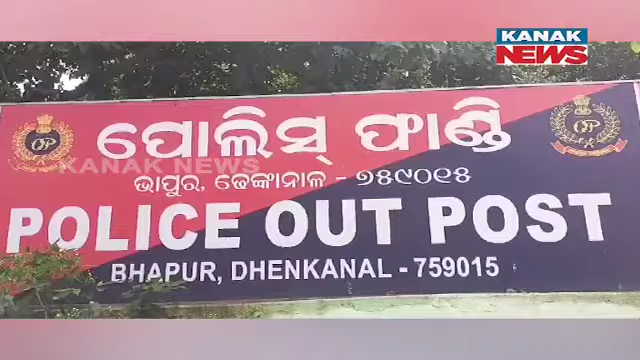 KANAK
NEWS
ପୋଲିସ୍ ଫାଣ୍ଡି
KANAK NEWS
ଭାପୁର, ଢେଙ୍କାନାଳ - ୭୫୯୦୧୫
POLICE OUT POST
BHAPUR, DHENKANAL - 759015